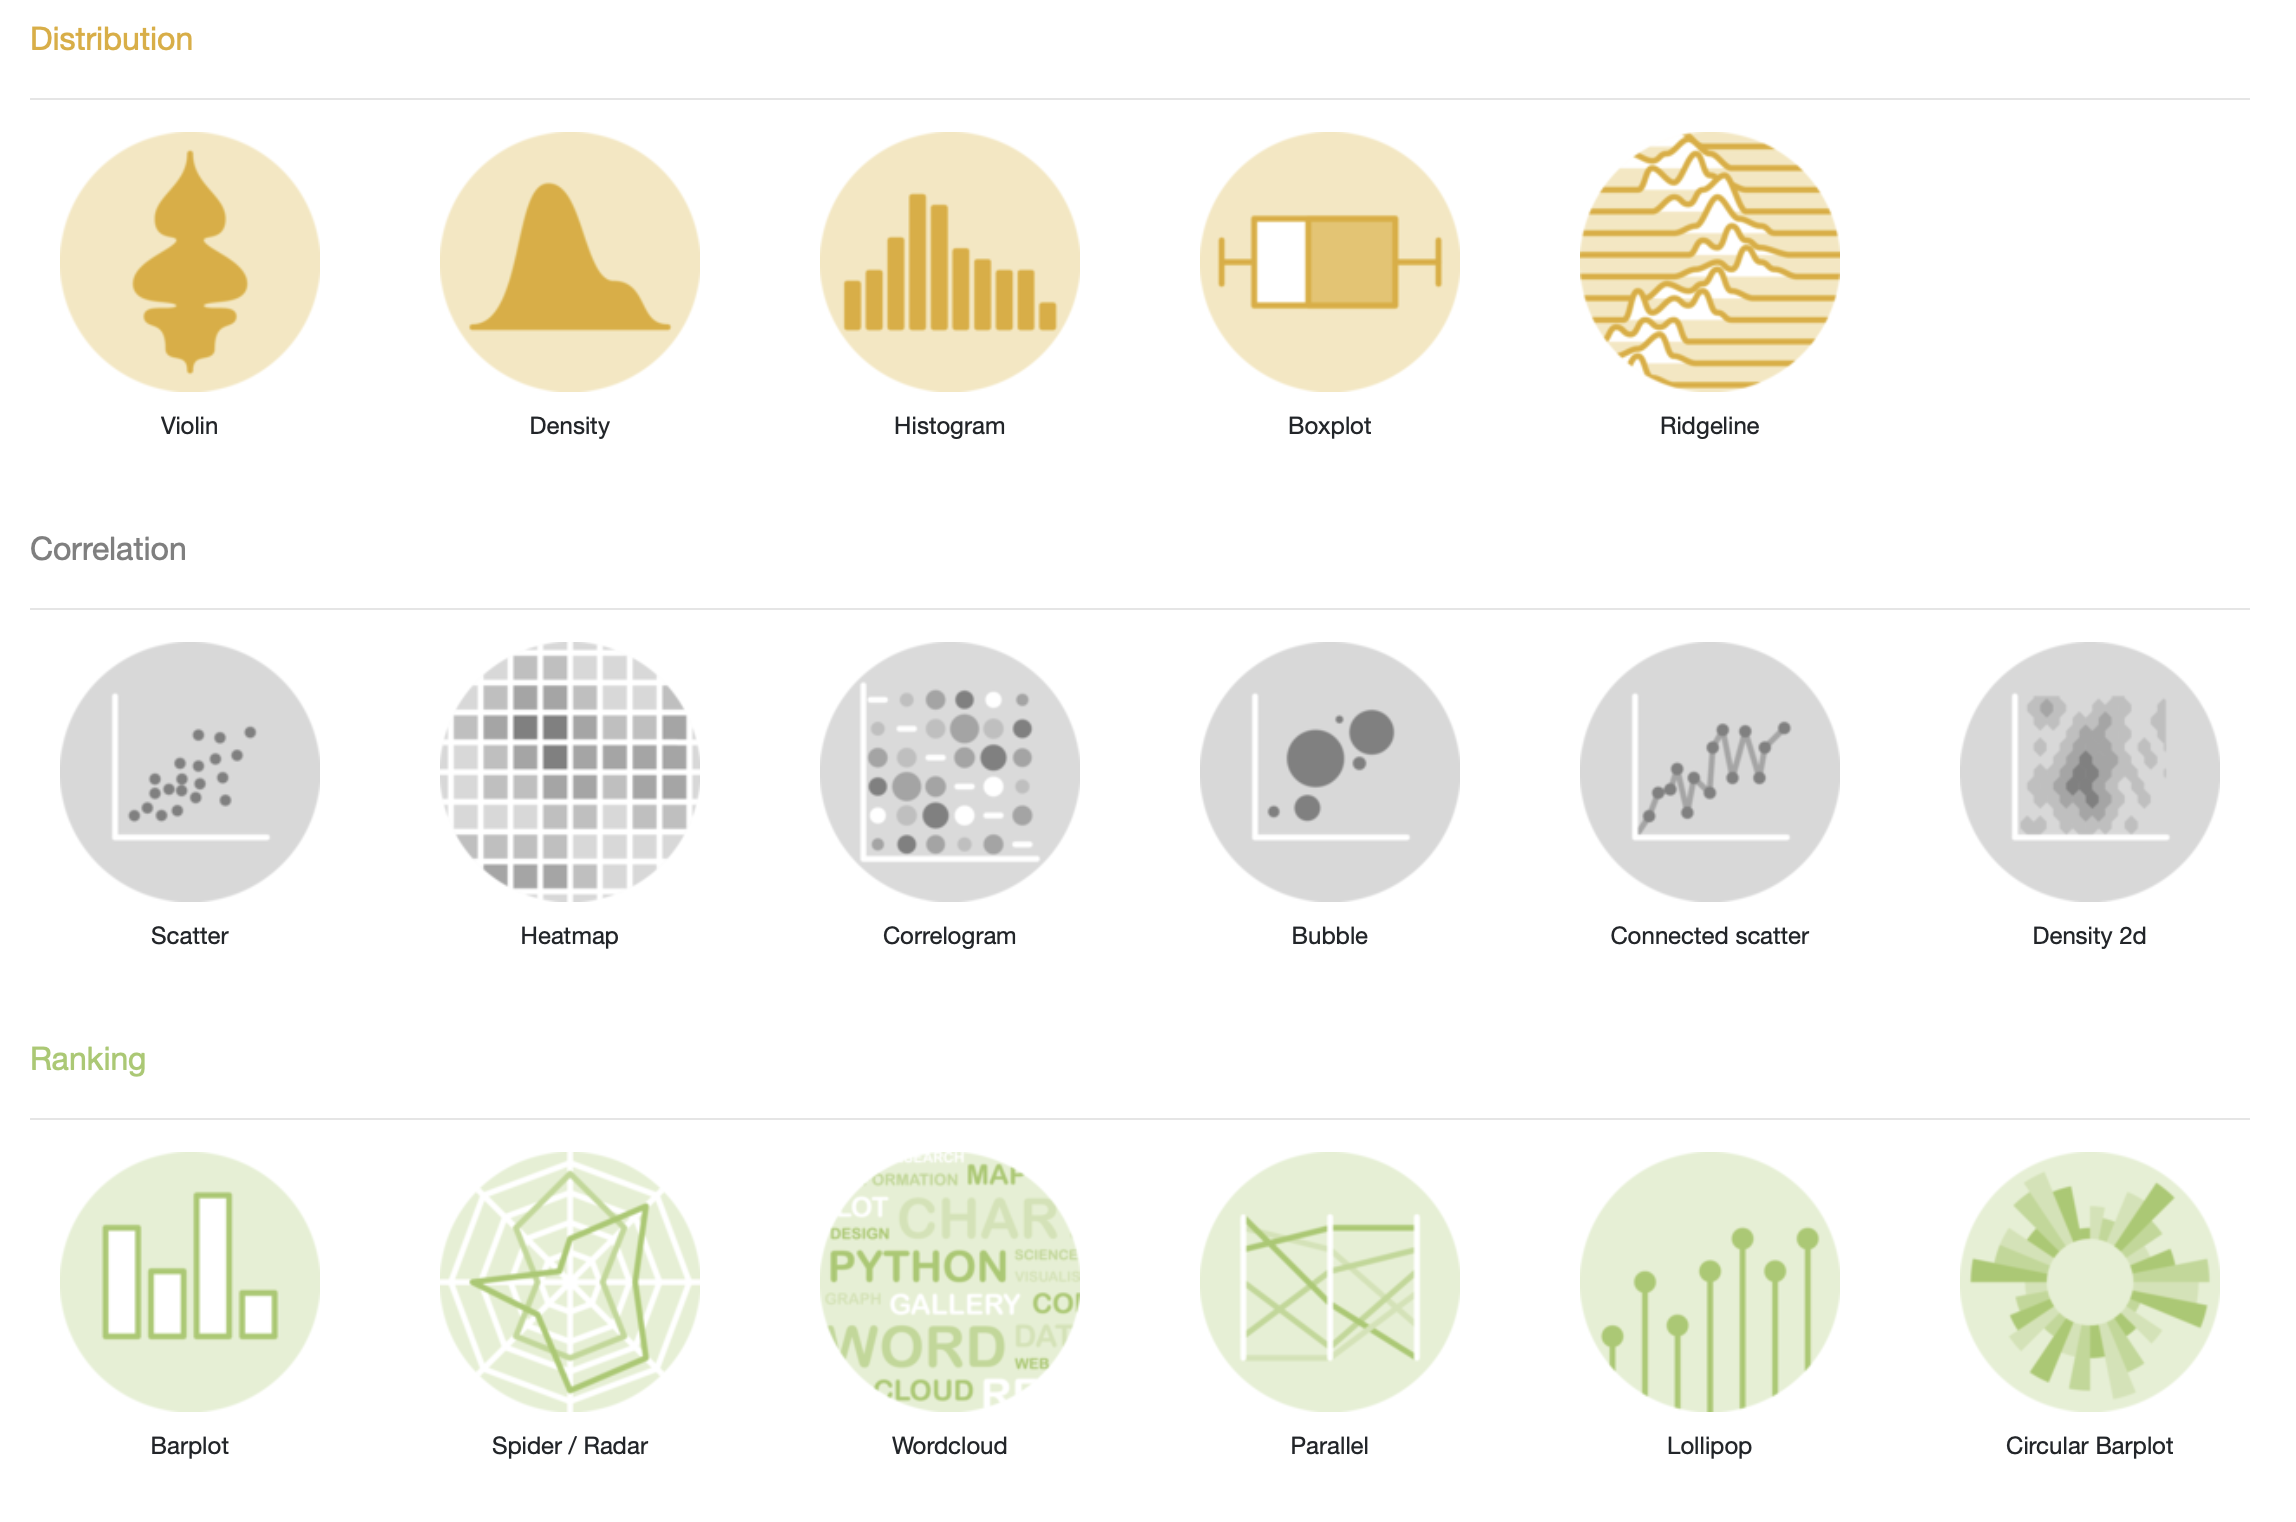 Distribution
Violin
Density
Histogram
Boxplot
Ridgeline
Correlation
Scatter
Heatmap
Correlogram
Bubble
Connected scatter
Density 2d
Ranking
EARCH
ORMATION MAP
LOT CHAR
DESIGN
PYTHON SCIENCE
VISUALIS
GRAPH GALLERY
WORD DAT
WEB
CLOUD
Barplot
Spider / Radar
Wordcloud
Parallel
Lollipop
Circular Barplot